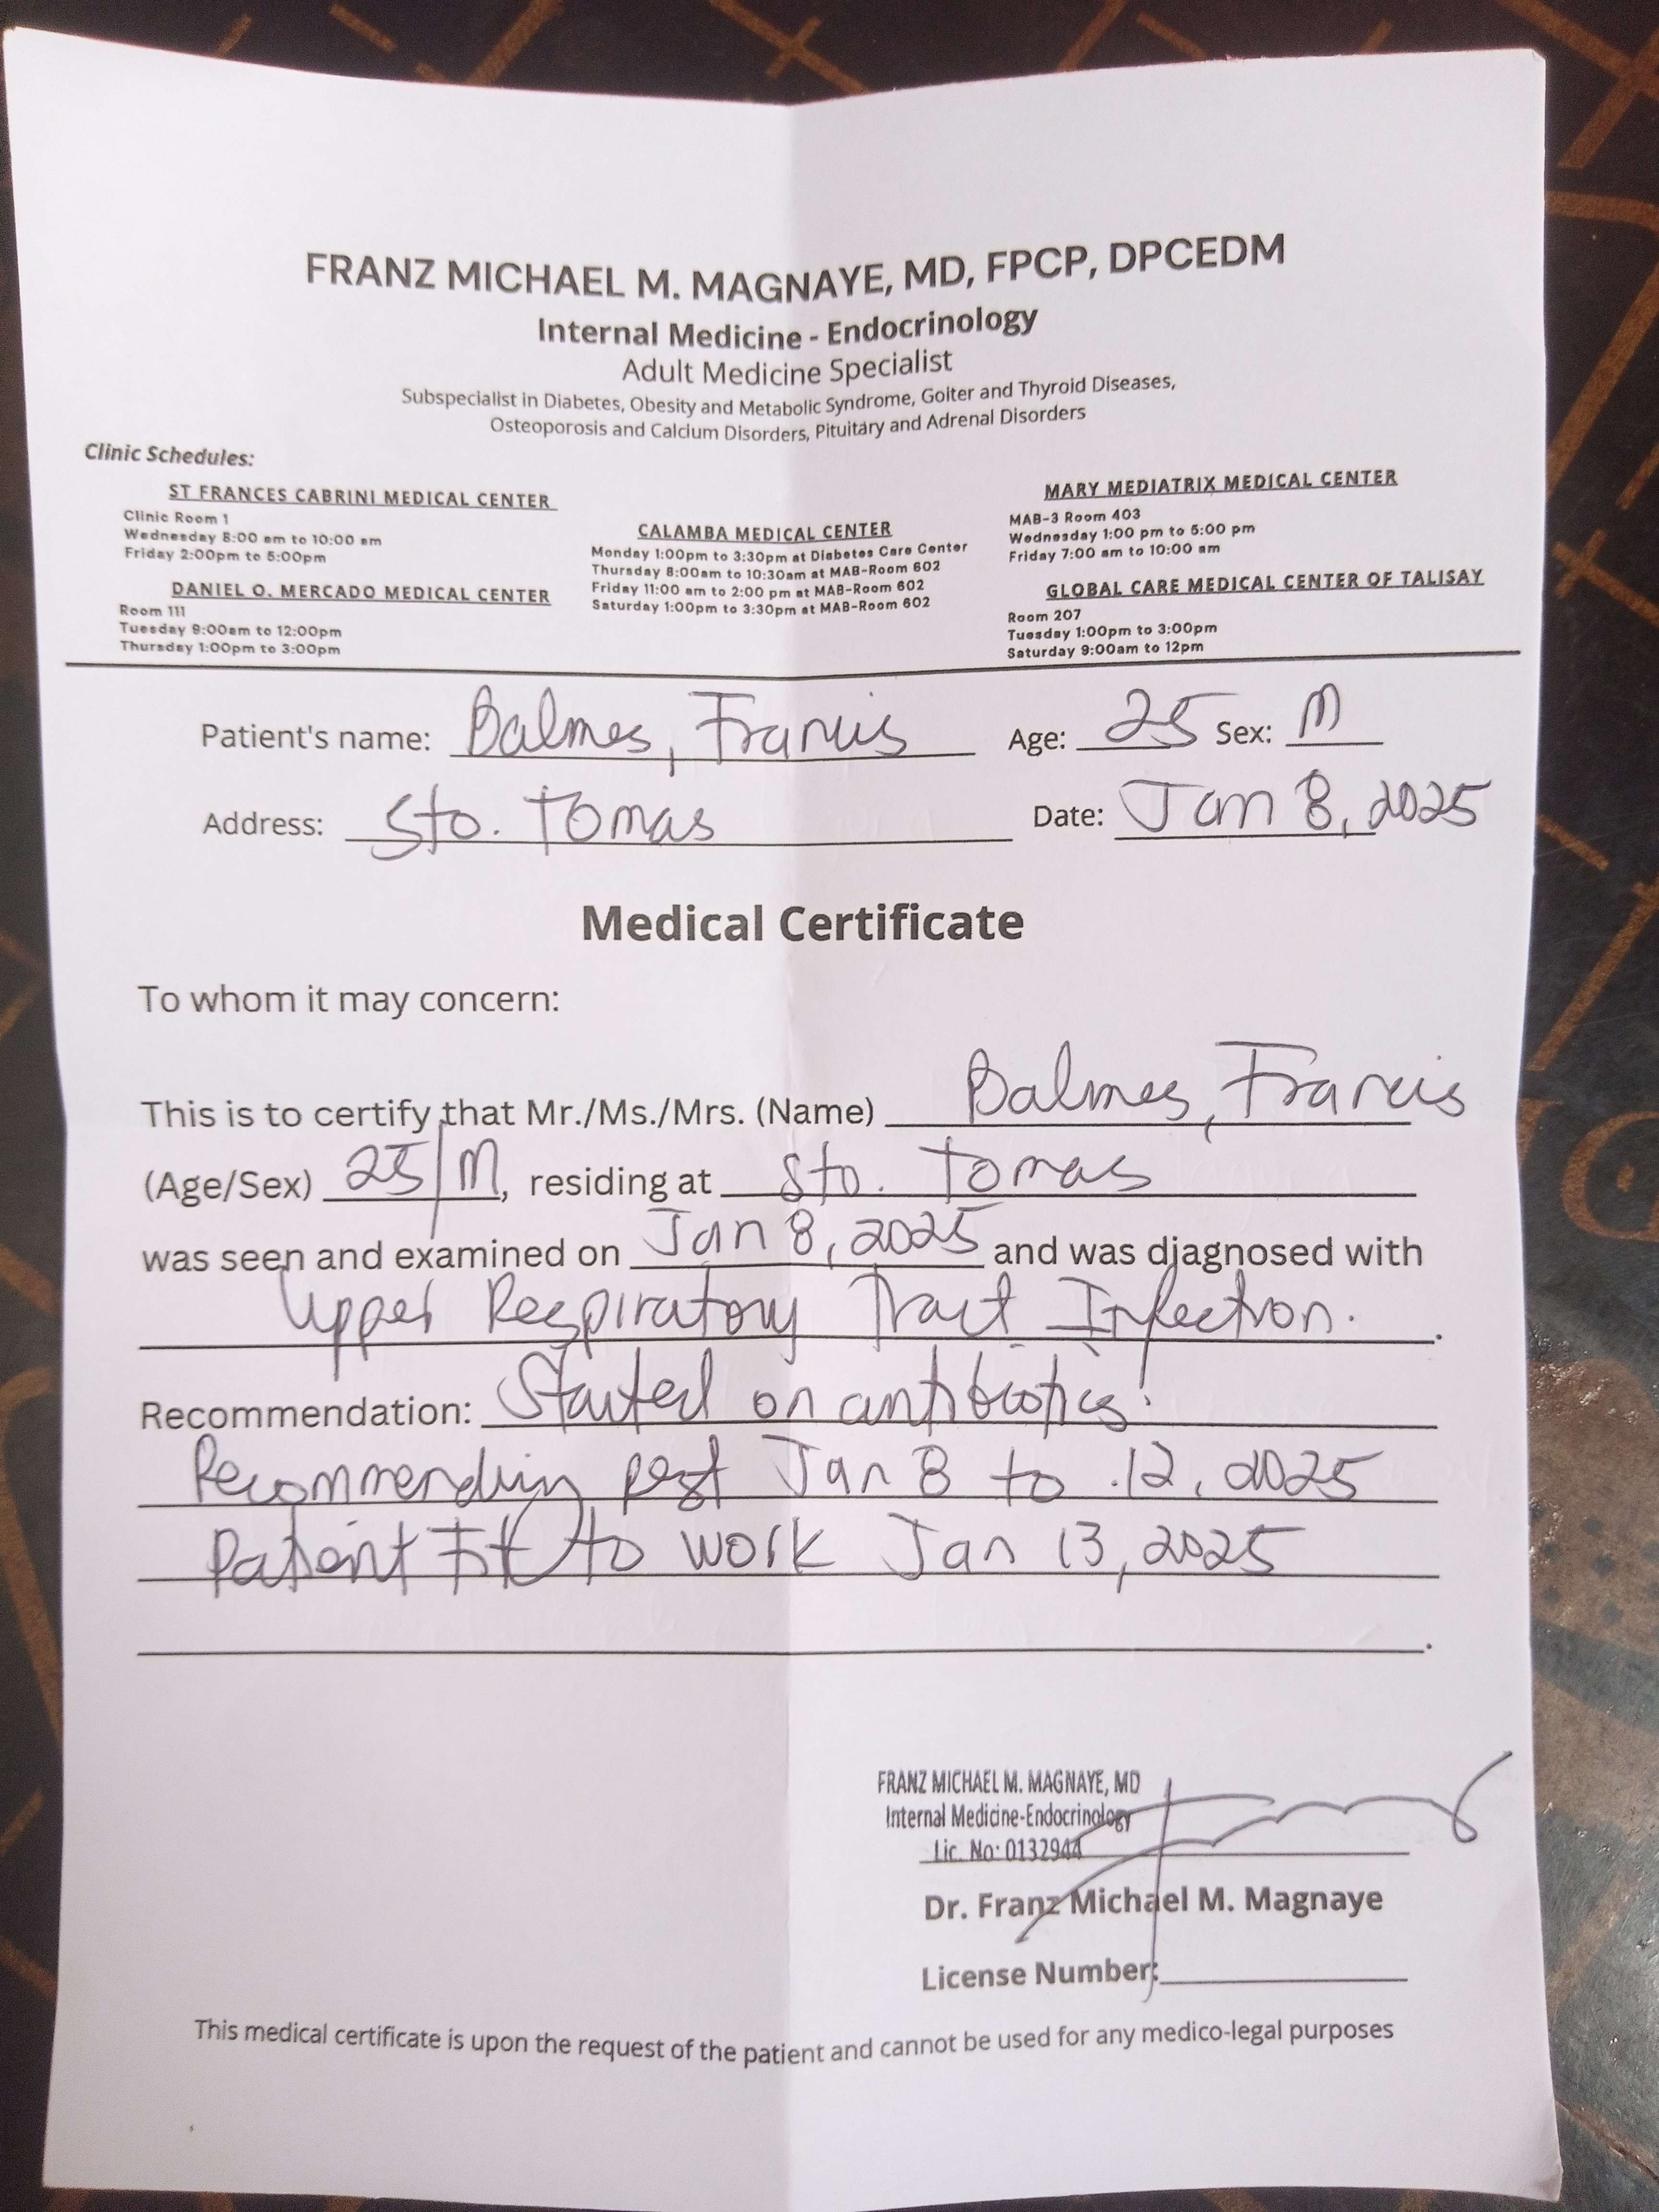 FRANZ MICHAEL M. MAGNAYE, MD, FPCP, DPCEDM
Internal Medicine - Endocrinology
Adult Medicine Specialist
Subspecialist in Diabetes, Obesity and Metabolic Syndrome, Goiter and Thyroid Diseases,
Osteoporosis and Calcium Disorders, Pituitary and Adrenal Disorders
Clinic Schedules:
ST FRANCES CABRINI MEDICAL CENTER
Clinic Room 1
Wednesday 8:00 am to 10:00 am
Friday 2:00pm to 5:00pm
DANIEL O. MERCADO MEDICAL CENTER
Room 111
Tuesday 9:00am to 12:00pm
Thursday 1:00pm to 3:00pm
CALAMBA MEDICAL CENTER
Monday 1:00pm to 3:30pm at Diabetes Care Center
Thursday 8:00am to 10:30am at MAB-Room 602
Friday 11:00 am to 2:00 pm at MAB-Room 602
Saturday 1:00pm to 3:30pm at MAB-Room 602
MARY MEDIATRIX MEDICAL CENTER
MAB-3 Room 403
Wednesday 1:00 pm to 5:00 pm
Friday 7:00 am to 10:00 am
GLOBAL CARE MEDICAL CENTER OF TALISAY
Room 207
Tuesday 1:00pm to 3:00pm
Saturday 9:00am to 12pm
Patient's name: Balmes, Francis Age: 25 Sex: M
Address: Sto. Tomas Date: Jan 8, 2025
Medical Certificate
To whom it may concern:
This is to certify that Mr./Ms./Mrs. (Name) Balmes, Francis
(Age/Sex) 25/M, residing at Sto. Tomas
was seen and examined on Jan 8, 2025 and was diagnosed with
Upper Respiratory Tract Infection.
Recommendation: Started on antibiotics!
Recommending rest Jan 8 to 12, 2025
Patient Fit to work Jan 13, 2025
FRANZ MICHAEL M. MAGNAYE, MD
Internal Medicine-Endocrinology
Lic. No: 0132944
Dr. Franz Michael M. Magnaye
License Number:
This medical certificate is upon the request of the patient and cannot be used for any medico-legal purposes